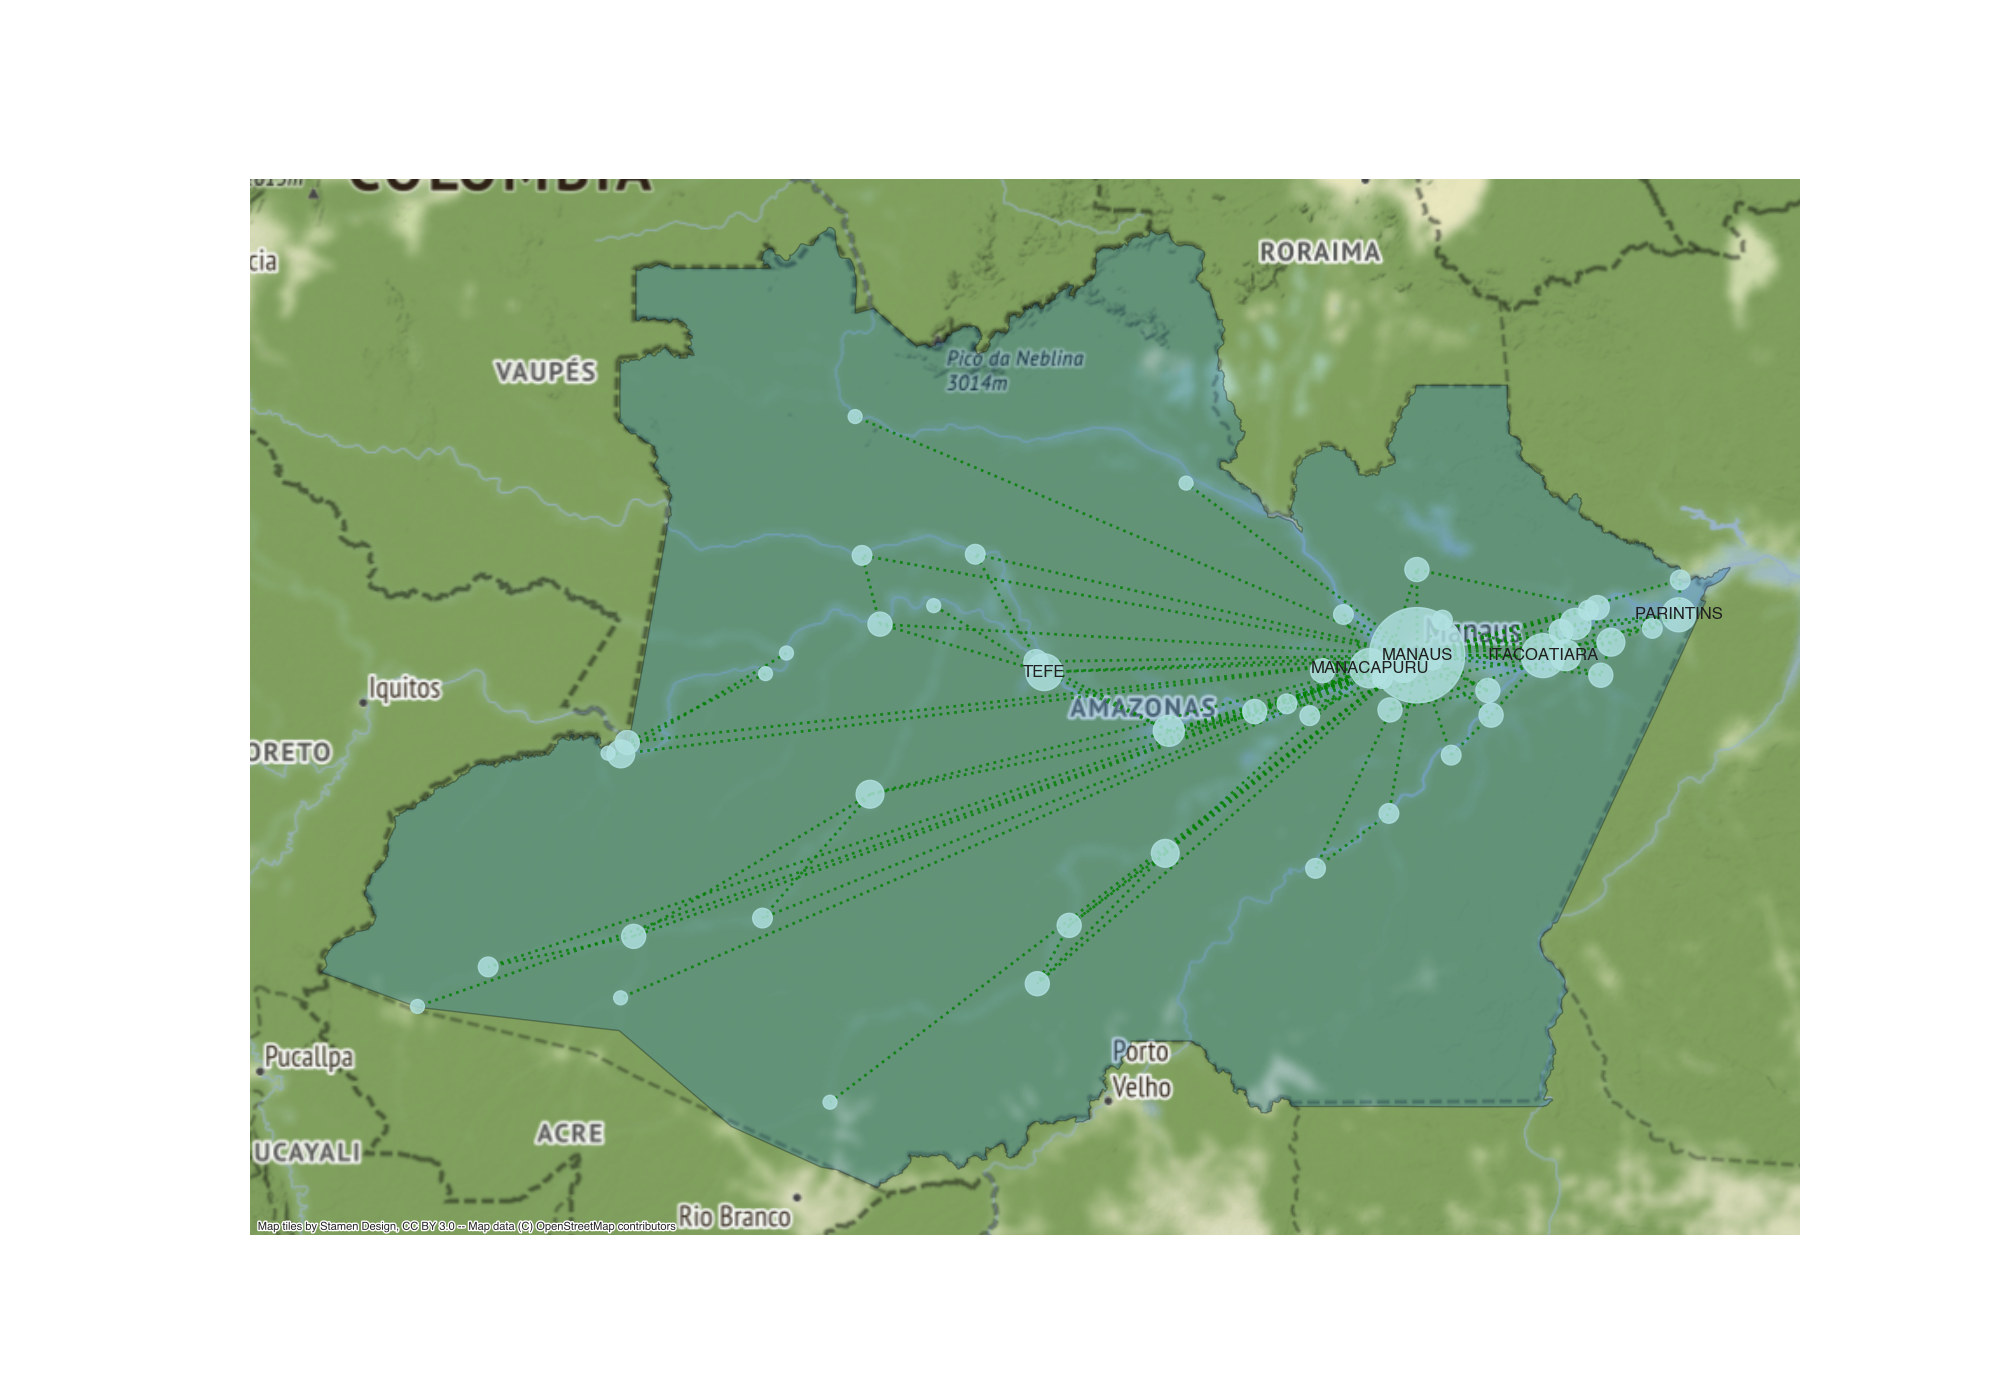 COLOMBIA
RORAIMA
cia
Pico da Neblina
3014m
VAUPÉS
PARINTINS
Manaus
MANAUS
ITACOATIARA
MANACAPURU
TEFE
Iquitos
AMAZONAS
ORETO
Porto
Velho
Pucallpa
ACRE
UCAYALI
Rio Branco
Map tiles by Stamen Design, CC BY 3.0 -- Map data (C) OpenStreetMap contributors